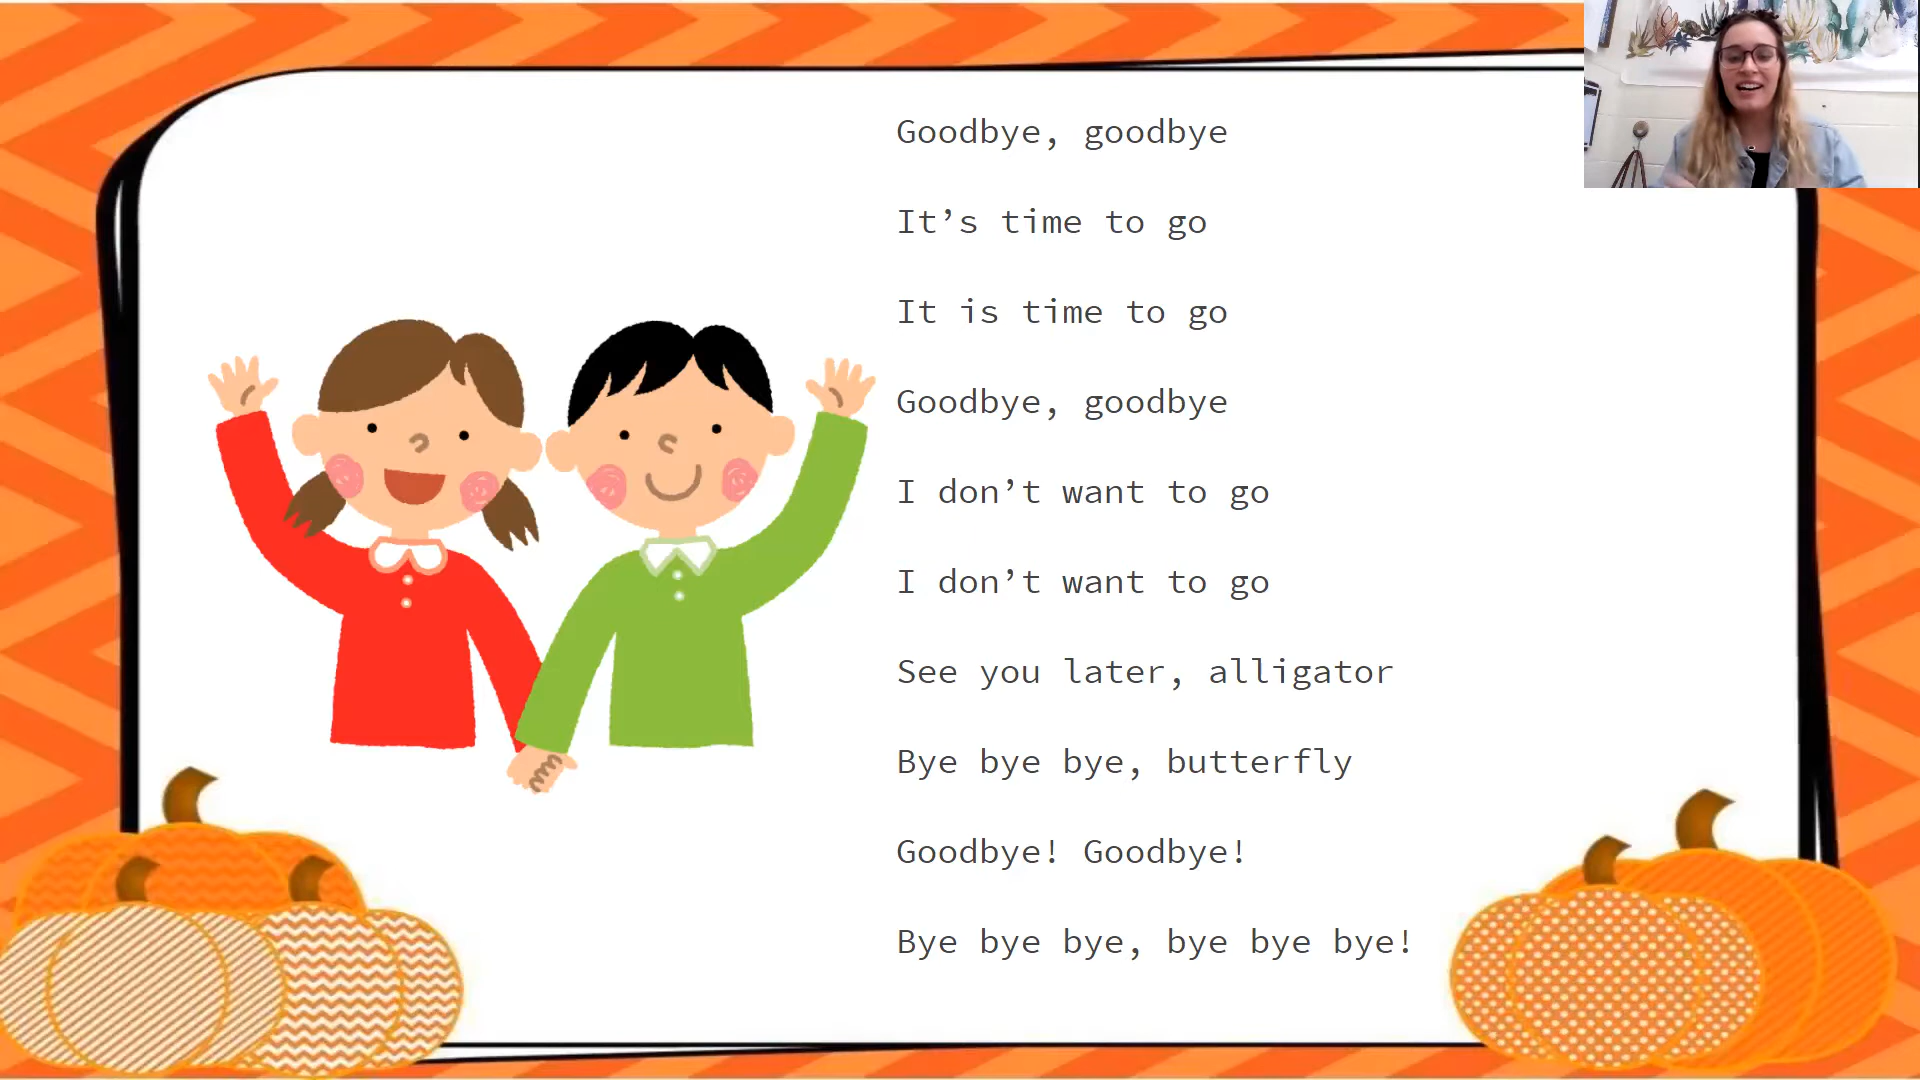 Goodbye, goodbye
It’s time to go
It is time to go
Goodbye, goodbye
I don’t want to go
I don’t want to go
See you later, alligator
Bye bye bye, butterfly
Goodbye! Goodbye!
Bye bye bye, bye bye bye!